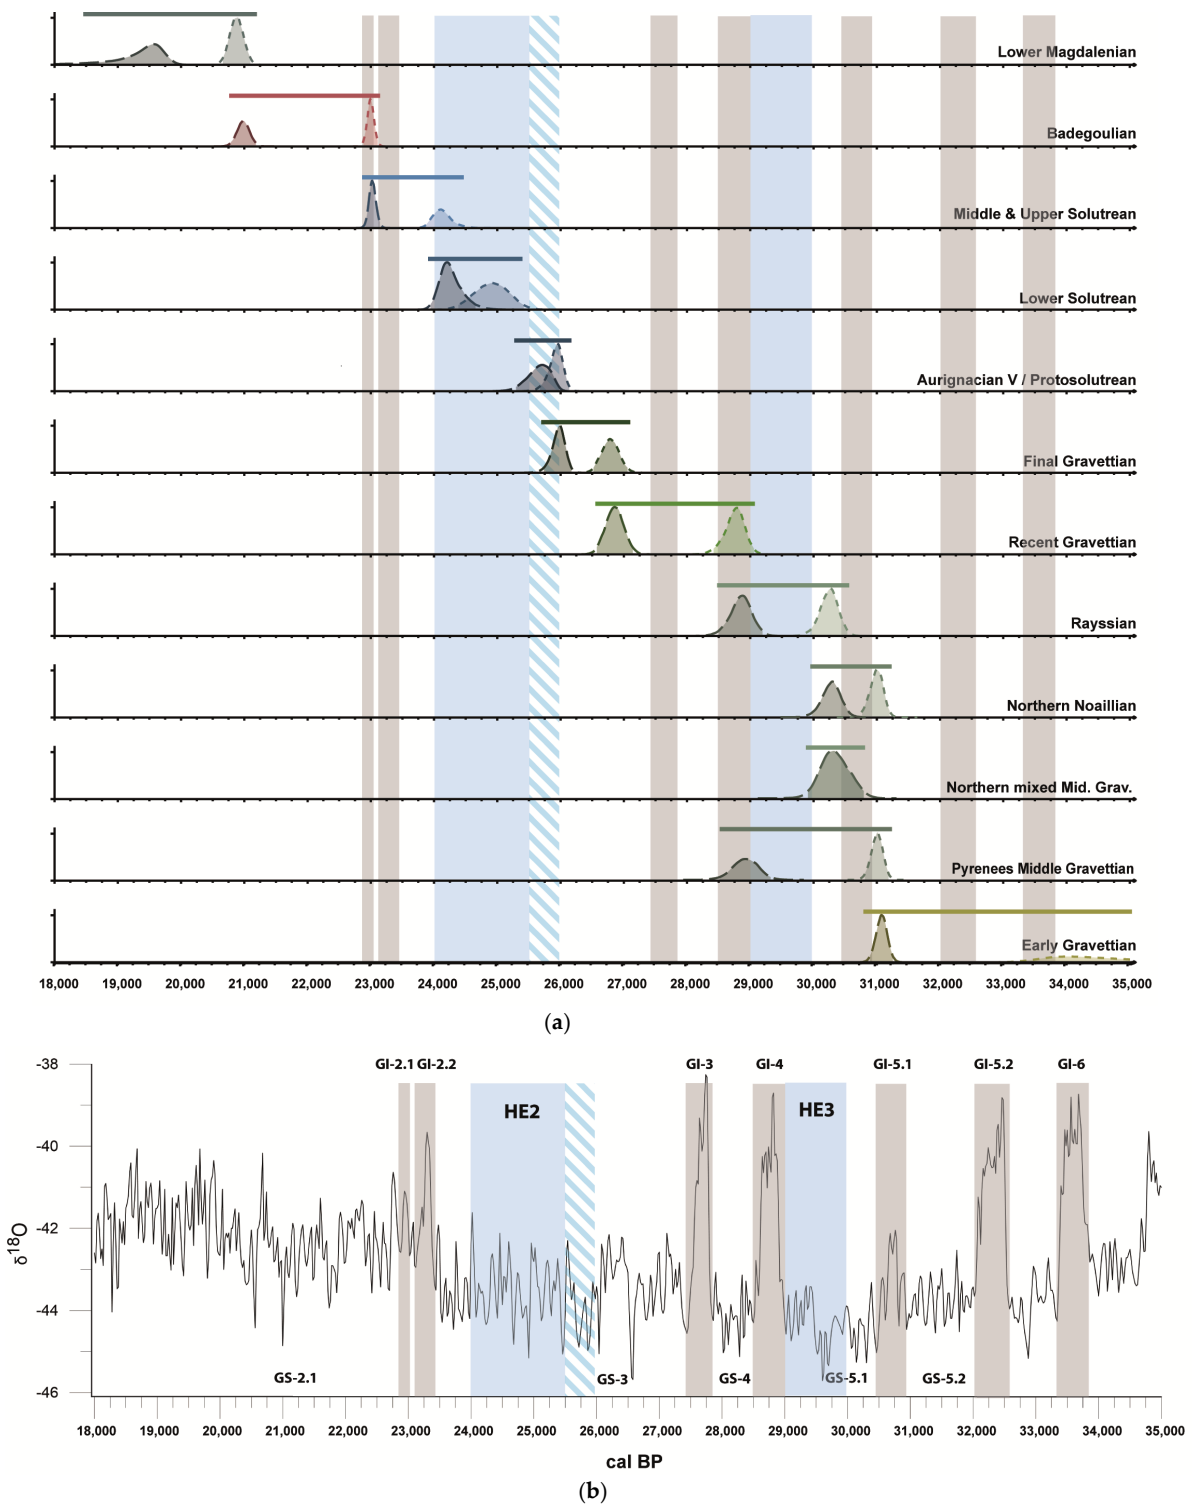 Lower Magdalenian
Badegoulian
Middle & Upper Solutrean
Lower Solutrean
Aurignacian V / Protosolutrean
Final Gravettian
Recent Gravettian
Rayssian
Northern Noaillian
Northern mixed Mid. Grav.
Pyrenees Middle Gravettian
Early Gravettian
18,000 19,000 20,000 21,000 22,000 23,000 24,000 25,000 26,000 27,000 28,000 29,000 30,000 31,000 32,000 33,000 34,000 35,000
(a)
-38 GI-2.1 GI-2.2 GI-3 GI-4 GI-5.1 GI-5.2 GI-6
HE2 HE3
-40
-42
δ18O
-44
GS-2.1 GS-3 GS-4 GS-5.1 GS-5.2
-46
18,000 19,000 20,000 21,000 22,000 23,000 24,000 25,000 26,000 27,000 28,000 29,000 30,000 31,000 32,000 33,000 34,000 35,000
cal BP
(b)